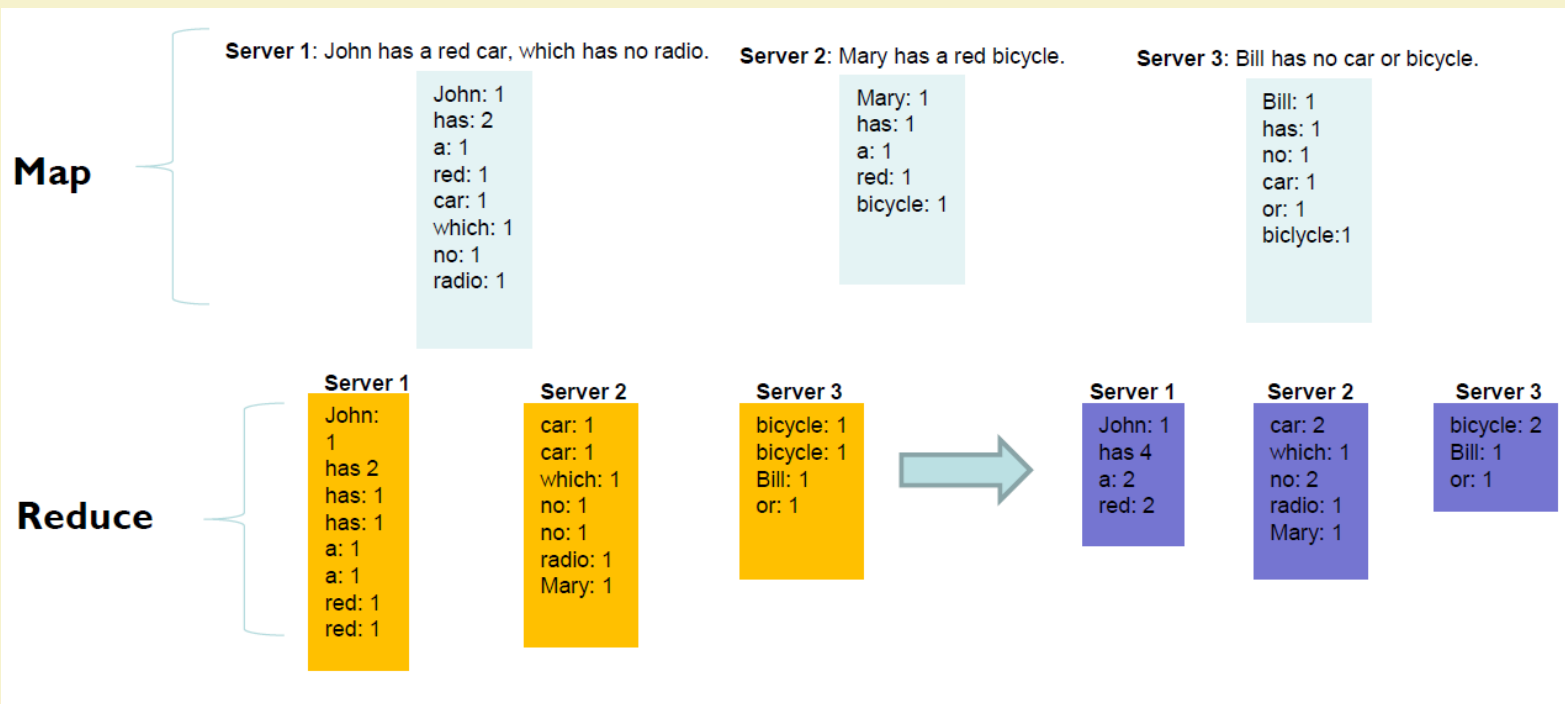 Server 1: John has a red car, which has no radio.
Server 2: Mary has a red bicycle.
Server 3: Bill has no car or bicycle.
Map
John: 1
has: 2
a: 1
red: 1
car: 1
which: 1
no: 1
radio: 1
Mary: 1
has: 1
a: 1
red: 1
bicycle: 1
Bill: 1
has: 1
no: 1
car: 1
or: 1
biclycle:1
Reduce
Server 1
John:
1
has 2
has: 1
has: 1
a: 1
a: 1
red: 1
red: 1
Server 2
car: 1
car: 1
which: 1
no: 1
no: 1
radio: 1
Mary: 1
Server 3
bicycle: 1
bicycle: 1
Bill: 1
or: 1
Server 1
John: 1
has 4
a: 2
red: 2
Server 2
car: 2
which: 1
no: 2
radio: 1
Mary: 1
Server 3
bicycle: 2
Bill: 1
or: 1